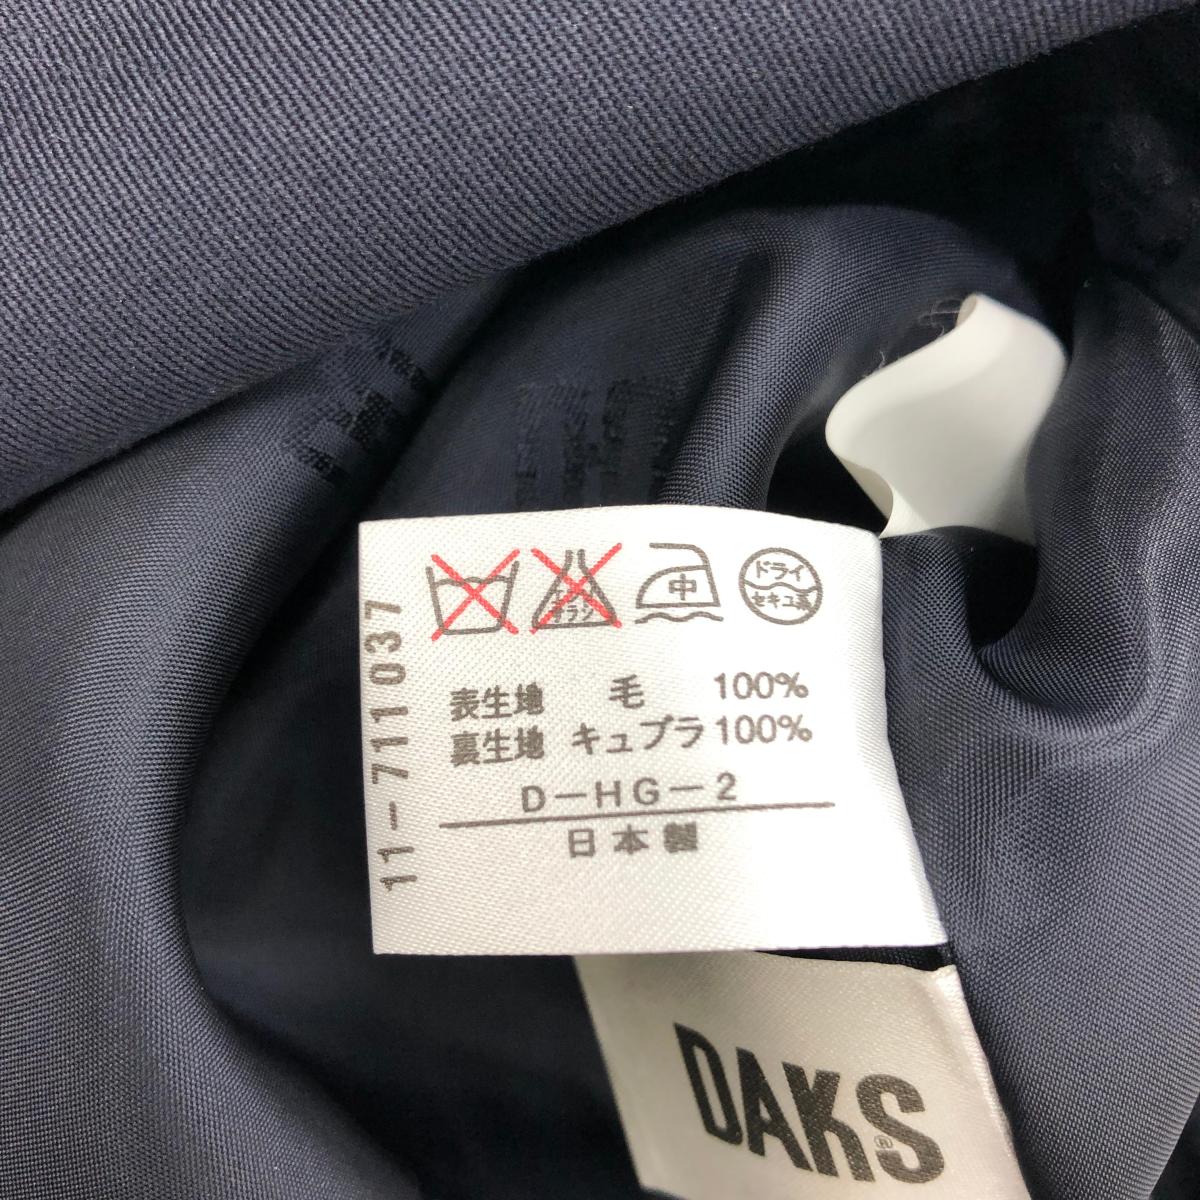 中
ドライ
セキユ系
表生地 毛 100%
裏生地 キュプラ 100%
D-HG-2
日本製
11-711037
DAKS®